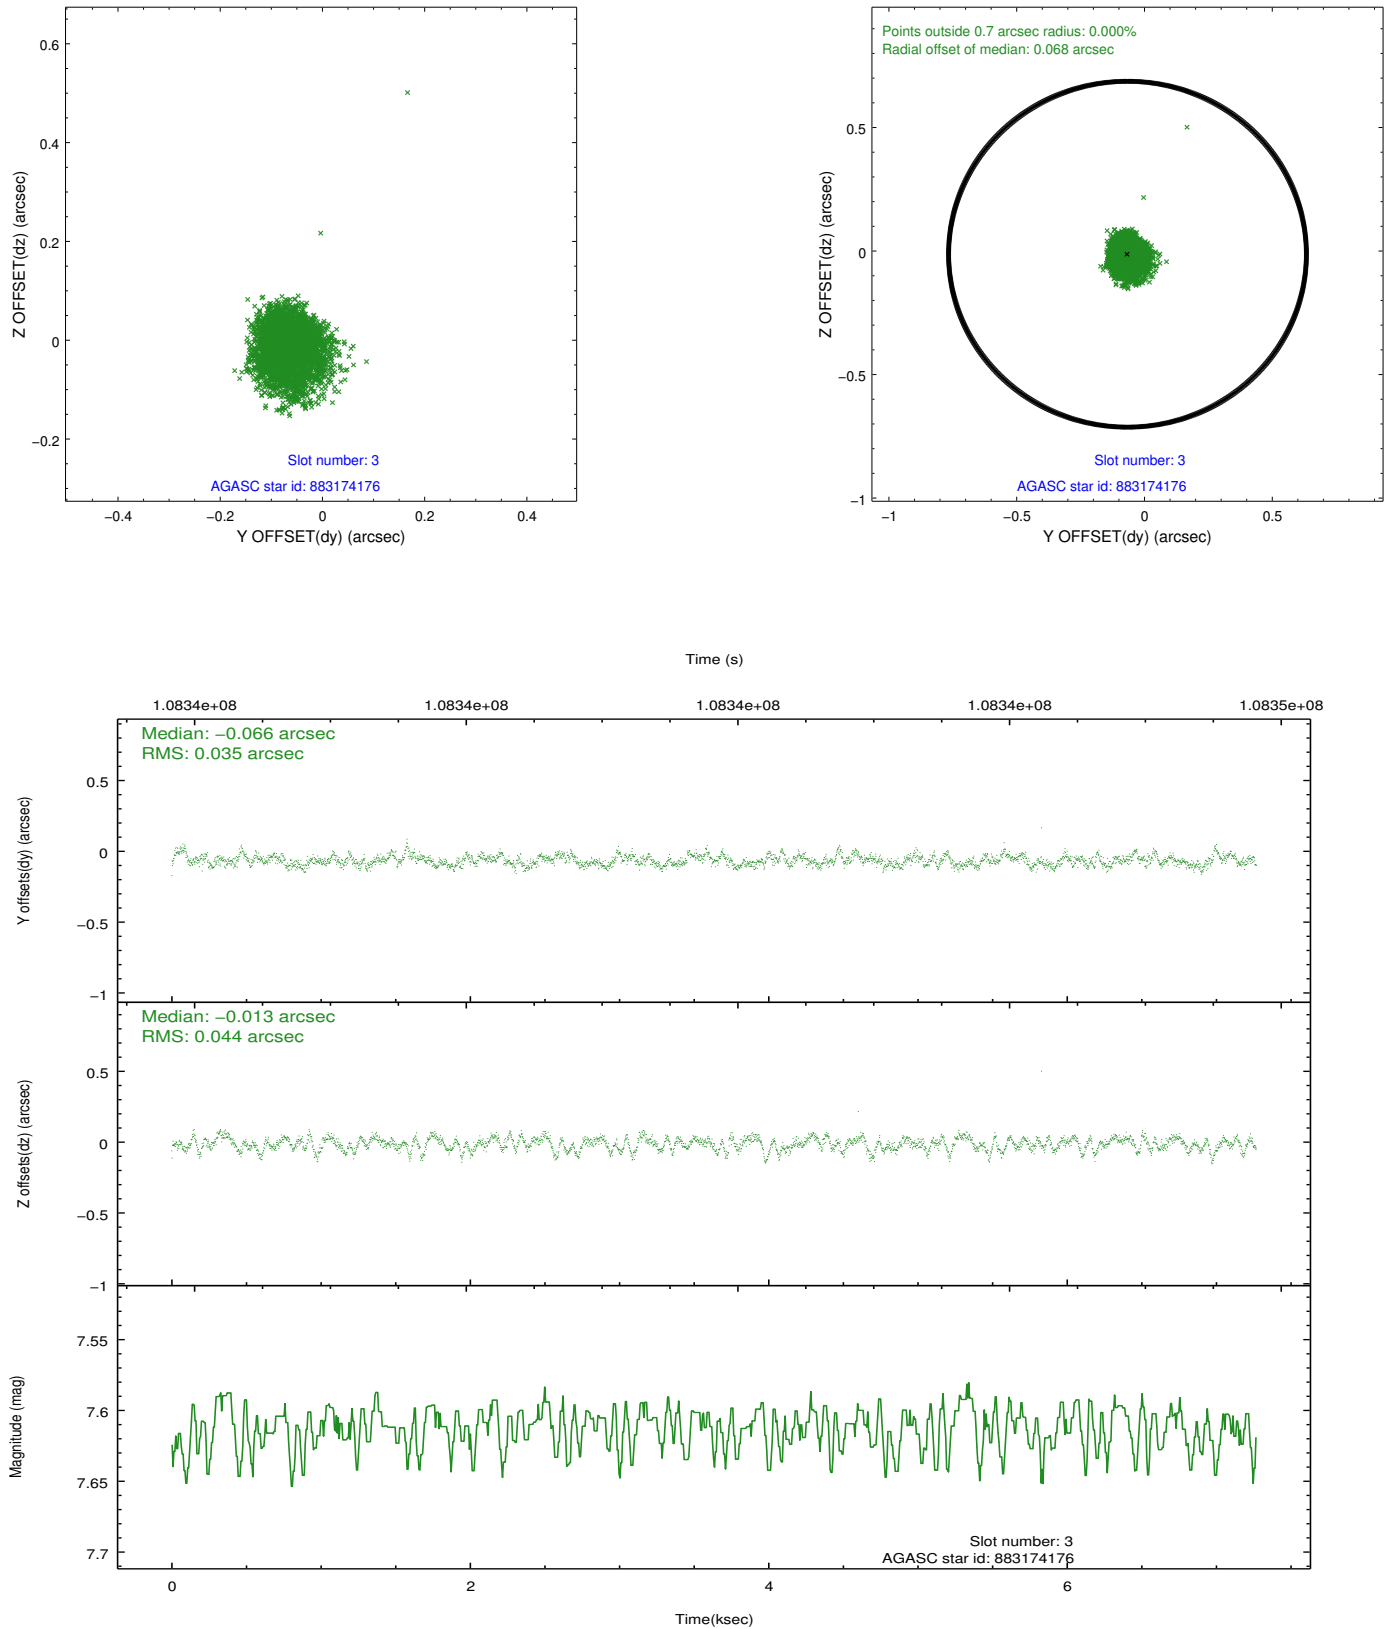 0.6
0.4
0.2
0
−0.2
Z OFFSET(dz) (arcsec)
Slot number: 3
AGASC star id: 883174176
−0.4 −0.2 0 0.2 0.4
Y OFFSET(dy) (arcsec)
Points outside 0.7 arcsec radius: 0.000%
Radial offset of median: 0.068 arcsec
0.5
0
−0.5
−1
Z OFFSET(dz) (arcsec)
Slot number: 3
AGASC star id: 883174176
−1 −0.5 0 0.5
Y OFFSET(dy) (arcsec)
Time (s)
1.0834e+08 1.0834e+08 1.0834e+08 1.0834e+08 1.0835e+08
Median: −0.066 arcsec
RMS: 0.035 arcsec
0.5
0
−0.5
−1
Y offsets(dy) (arcsec)
Median: −0.013 arcsec
RMS: 0.044 arcsec
0.5
0
−0.5
−1
Z offsets(dz) (arcsec)
7.55
7.6
7.65
7.7
Magnitude (mag)
Slot number: 3
AGASC star id: 883174176
0 2 4 6
Time(ksec)